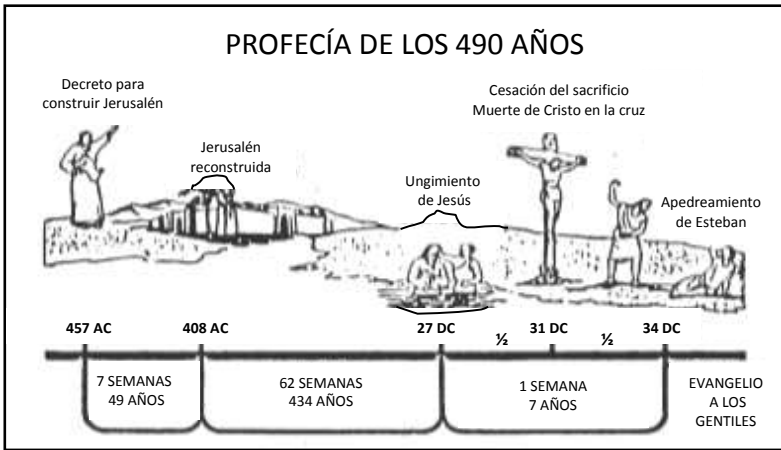 PROFECÍA DE LOS 490 AÑOS
Decreto para
construir Jerusalén
Jerusalén
reconstruida
Ungimiento
de Jesús
Cesación del sacrificio
Muerte de Cristo en la cruz
Apedreamiento
de Esteban
457 AC
408 AC
27 DC
½
31 DC
½
34 DC
7 SEMANAS
49 AÑOS
62 SEMANAS
434 AÑOS
1 SEMANA
7 AÑOS
EVANGELIO
A LOS
GENTILES